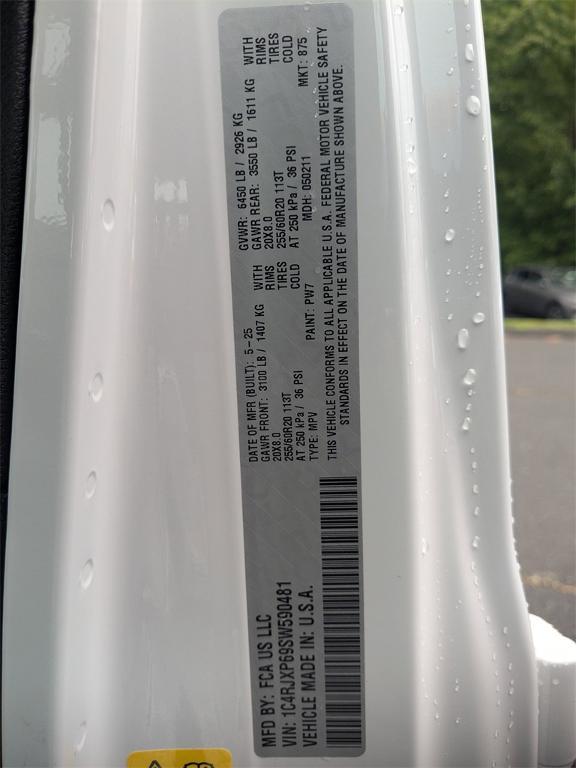 MFD BY: FCA US LLC
VIN: 1C4RJXP69SW590481
VEHICLE MADE IN: U.S.A.
DATE OF MFR (BUILT): 5-25
GVWR: 6450 LB / 2926 KG
GAWR FRONT: 3100 LB / 1407 KG WITH
GAWR REAR: 3550 LB / 1611 KG WITH
20X8.0 RIMS
20X8.0 RIMS
255/60R20 113T TIRES
255/60R20 113T TIRES
AT 250 kPa / 36 PSI COLD
AT 250 kPa / 36 PSI COLD
TYPE: MPV PAINT: PW7 MDH: 050211 MKT: 875
THIS VEHICLE CONFORMS TO ALL APPLICABLE U.S.A. FEDERAL MOTOR VEHICLE SAFETY
STANDARDS IN EFFECT ON THE DATE OF MANUFACTURE SHOWN ABOVE.